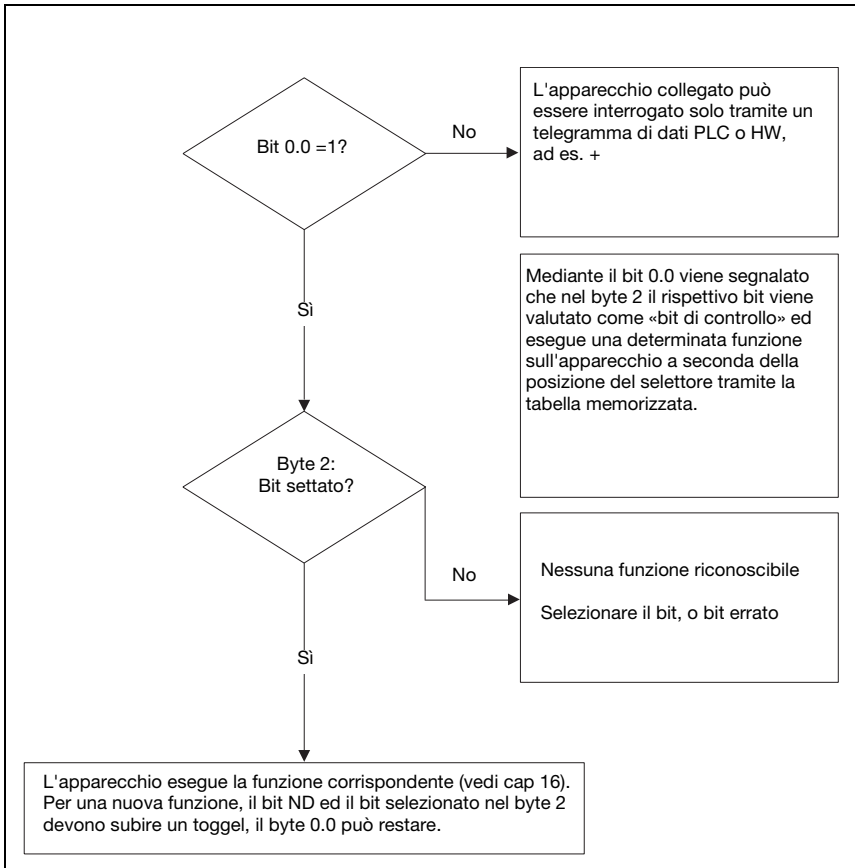 Bit 0.0 =1?
No
L'apparecchio collegato può
essere interrogato solo tramite un
telegramma di dati PLC o HW,
ad es. +
Sì
Mediante il bit 0.0 viene segnalato
che nel byte 2 il rispettivo bit viene
valutato come «bit di controllo» ed
esegue una determinata funzione
sull'apparecchio a seconda della
posizione del selettore tramite la
tabella memorizzata.
Byte 2:
Bit settato?
No
Nessuna funzione riconoscibile
Selezionare il bit, o bit errato
Sì
L'apparecchio esegue la funzione corrispondente (vedi cap 16).
Per una nuova funzione, il bit ND ed il bit selezionato nel byte 2
devono subire un toggel, il byte 0.0 può restare.